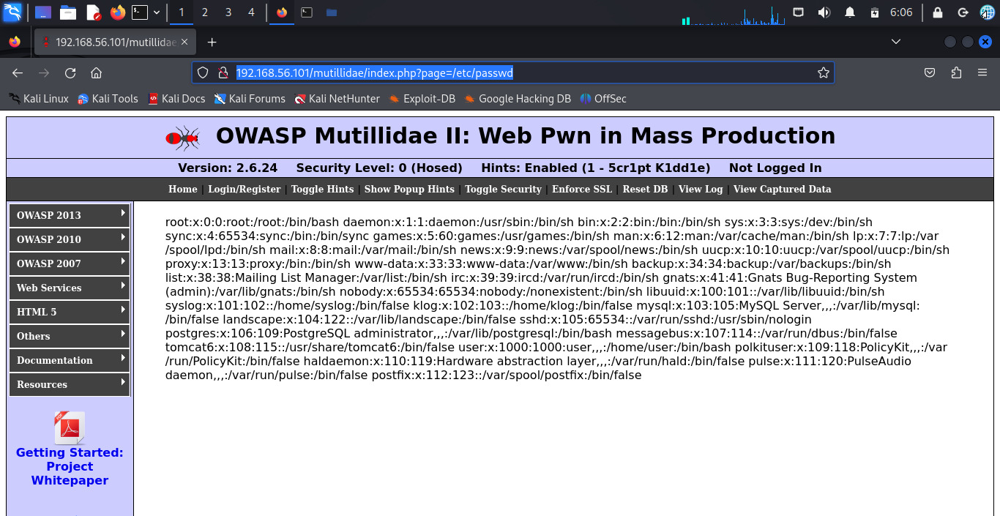 1 2 3 4 6:06
192.168.56.101/mutillidae
192.168.56.101/mutillidae/index.php?page=/etc/passwd
Kali Linux Kali Tools Kali Docs Kali Forums Kali NetHunter Exploit-DB Google Hacking DB OffSec
OWASP Mutillidae II: Web Pwn in Mass Production
Version: 2.6.24 Security Level: 0 (Hosed) Hints: Enabled (1 - 5cr1pt K1dd1e) Not Logged In
Home | Login/Register | Toggle Hints | Show Popup Hints | Toggle Security | Enforce SSL | Reset DB | View Log | View Captured Data
OWASP 2013
OWASP 2010
OWASP 2007
Web Services
HTML 5
Others
Documentation
Resources
PDF
Getting Started:
Project
Whitepaper
root:x:0:0:root:/root:/bin/bash daemon:x:1:1:daemon:/usr/sbin:/bin/sh bin:x:2:2:bin:/bin:/bin/sh sys:x:3:3:sys:/dev:/bin/sh
sync:x:4:65534:sync:/bin:/bin/sync games:x:5:60:games:/usr/games:/bin/sh man:x:6:12:man:/var/cache/man:/bin/sh lp:x:7:7:lp:/var
/spool/lpd:/bin/sh mail:x:8:8:mail:/var/mail:/bin/sh news:x:9:9:news:/var/spool/news:/bin/sh uucp:x:10:10:uucp:/var/spool/uucp:/bin/sh
proxy:x:13:13:proxy:/bin:/bin/sh www-data:x:33:33:www-data:/var/www:/bin/sh backup:x:34:34:backup:/var/backups:/bin/sh
list:x:38:38:Mailing List Manager:/var/list:/bin/sh irc:x:39:39:ircd:/var/run/ircd:/bin/sh gnats:x:41:41:Gnats Bug-Reporting System
(admin):/var/lib/gnats:/bin/sh nobody:x:65534:65534:nobody:/nonexistent:/bin/sh libuuid:x:100:101::/var/lib/libuuid:/bin/sh
syslog:x:101:102::/home/syslog:/bin/false klog:x:102:103::/home/klog:/bin/false mysql:x:103:105:MySQL Server,,,:/var/lib/mysql:
/bin/false landscape:x:104:122::/var/lib/landscape:/bin/false sshd:x:105:65534::/var/run/sshd:/usr/sbin/nologin
postgres:x:106:109:PostgreSQL administrator,,,:/var/lib/postgresql:/bin/bash messagebus:x:107:114::/var/run/dbus:/bin/false
tomcat6:x:108:115::/usr/share/tomcat6:/bin/false user:x:1000:1000:user,,,:/home/user:/bin/bash polkituser:x:109:118:PolicyKit,,,:/var
/run/PolicyKit:/bin/false haldaemon:x:110:119:Hardware abstraction layer,,,:/var/run/hald:/bin/false pulse:x:111:120:PulseAudio
daemon,,,:/var/run/pulse:/bin/false postfix:x:112:123::/var/spool/postfix:/bin/false